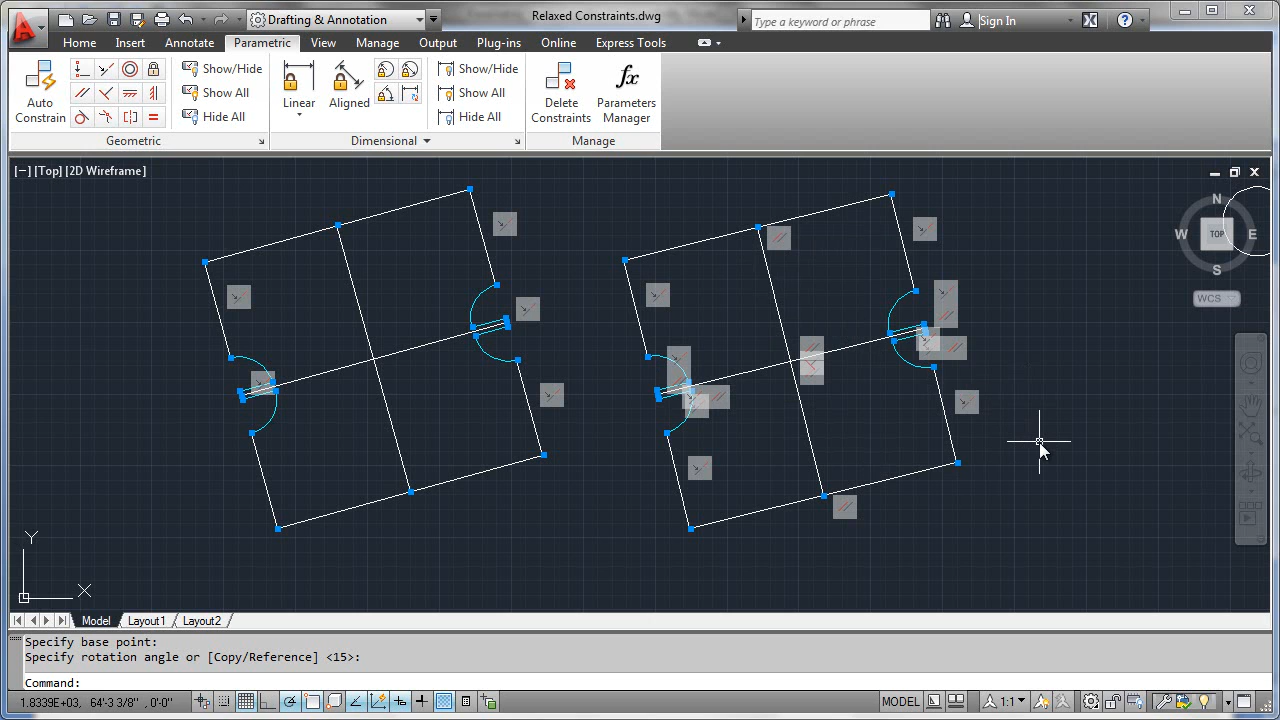 Drafting & Annotation
Relaxed Constraints.dwg
Type a keyword or phrase
Sign In
Home Insert Annotate Parametric View Manage Output Plug-ins Online Express Tools
Auto Constrain
Show/Hide
Show All
Hide All
Linear
Aligned
Show/Hide
Show All
Hide All
Delete Constraints
fx
Parameters Manager
Geometric
Dimensional
Manage
[−] [Top] [2D Wireframe]
N
W TOP E
S
WCS
Y
X
Model Layout1 Layout2
Specify base point:
Specify rotation angle or [Copy/Reference] <15>:
Command:
1.8339E+03, 64'-3 3/8" , 0'-0"
MODEL
1:1